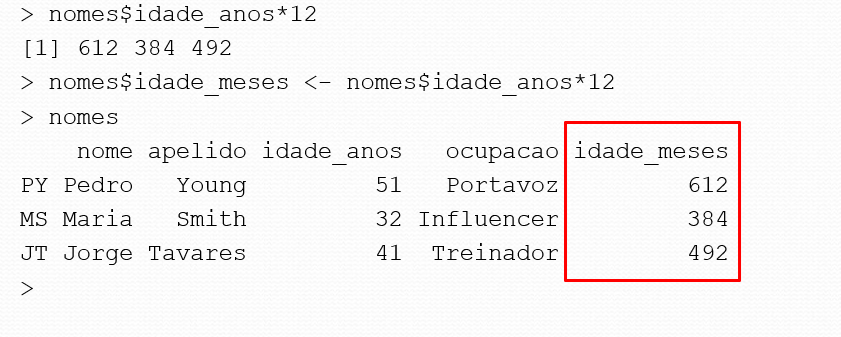 > nomes$idade_anos*12
[1] 612 384 492
> nomes$idade_meses <- nomes$idade_anos*12
> nomes
    nome apelido idade_anos   ocupacao idade_meses
PY Pedro   Young         51   Portavoz         612
MS Maria   Smith         32 Influencer         384
JT Jorge Tavares         41  Treinador         492
>